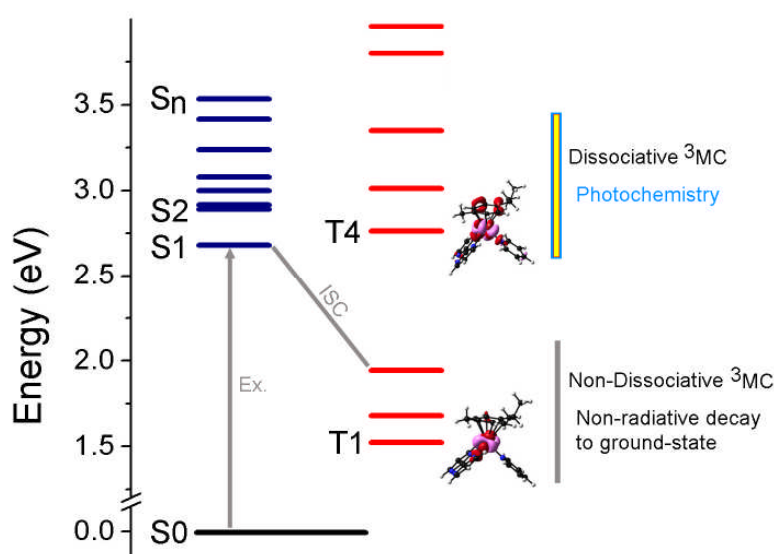 Energy (eV)
3.5
3.0
2.5
2.0
1.5
0.0
Sn
S2
S1
S0
Ex.
ISC
T4
T1
Dissociative ³MC
Photochemistry
Non-Dissociative ³MC
Non-radiative decay
to ground-state